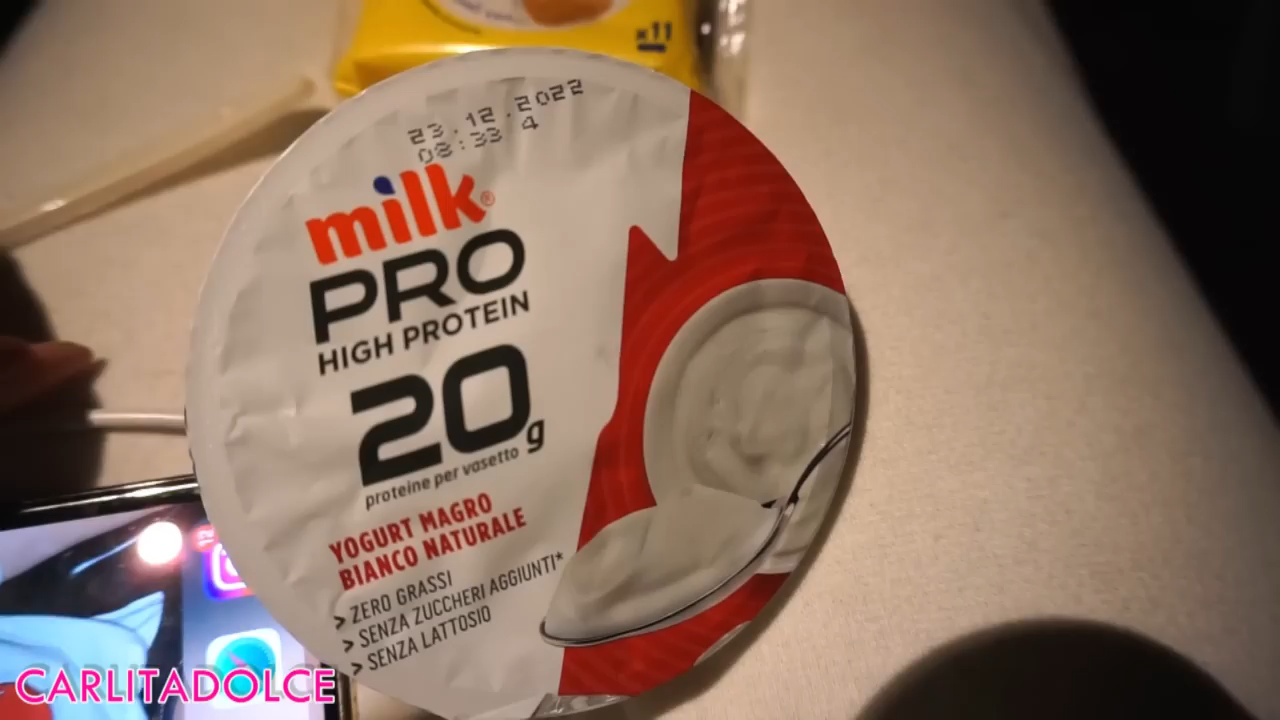 x11
23.12.2022
08:33 4
milk®
PRO
HIGH PROTEIN
20g
proteine per vasetto
YOGURT MAGRO
BIANCO NATURALE
> ZERO GRASSI
> SENZA ZUCCHERI AGGIUNTI*
> SENZA LATTOSIO
CARLITADOLCE